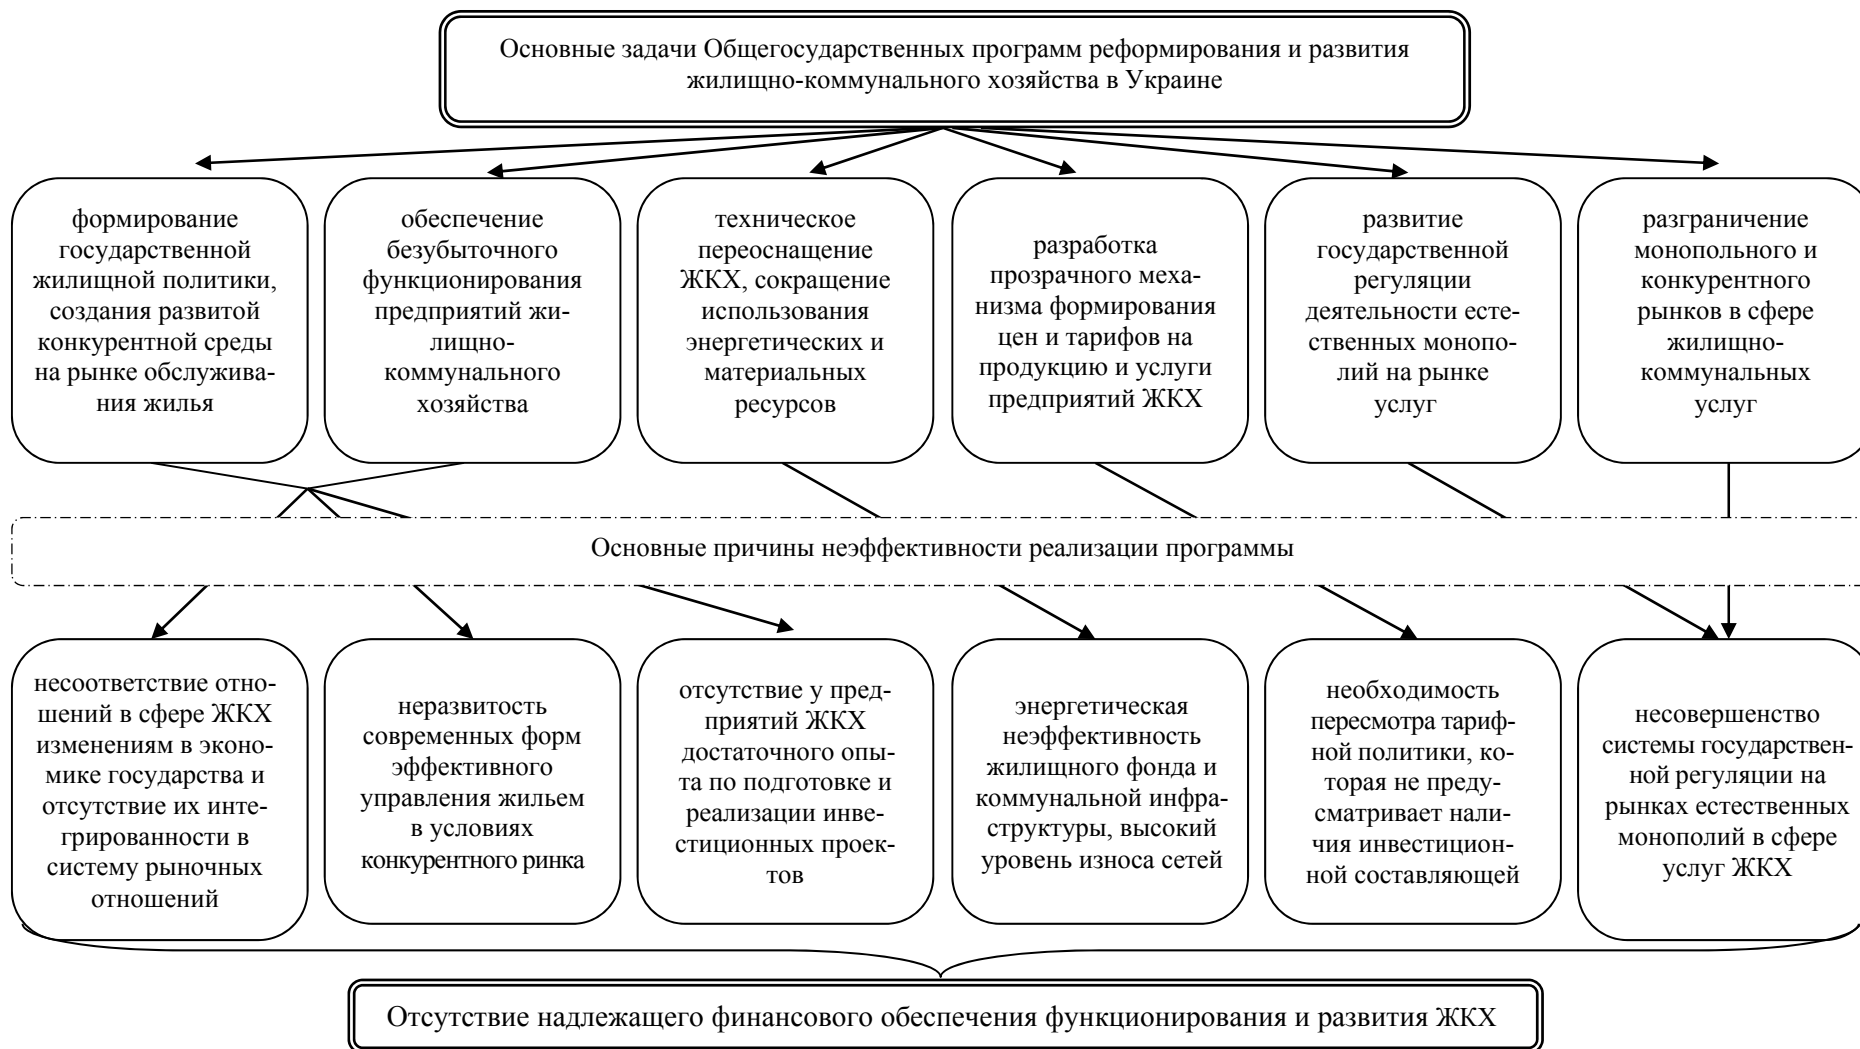 Основные задачи Общегосударственных программ реформирования и развития
жилищно-коммунального хозяйства в Украине
формирование
государственной
жилищной политики,
создания развитой
конкурентной среды
на рынке обслужива-
ния жилья
обеспечение
безубыточного
функционирования
предприятий жи-
лищно-
коммунального
хозяйства
техническое
переоснащение
ЖКХ, сокращение
использования
энергетических и
материальных
ресурсов
разработка
прозрачного меха-
низма формирования
цен и тарифов на
продукцию и услуги
предприятий ЖКХ
развитие
государственной
регуляции
деятельности есте-
ственных монопо-
лий на рынке
услуг
разграничение
монопольного и
конкурентного
рынков в сфере
жилищно-
коммунальных
услуг
Основные причины неэффективности реализации программы
несоответствие отно-
шений в сфере ЖКХ
изменениям в эконо-
мике государства и
отсутствие их инте-
грированности в
систему рыночных
отношений
неразвитость
современных форм
эффективного
управления жильем
в условиях
конкурентного ринка
отсутствие у пред-
приятий ЖКХ
достаточного опы-
та по подготовке и
реализации инве-
стиционных проек-
тов
энергетическая
неэффективность
жилищного фонда и
коммунальной инфра-
структуры, высокий
уровень износа сетей
необходимость
пересмотра тариф-
ной политики, ко-
торая не преду-
сматривает нали-
чия инвестицион-
ной составляющей
несовершенство
системы государствен-
ной регуляции на
рынках естественных
монополий в сфере
услуг ЖКХ
Отсутствие надлежащего финансового обеспечения функционирования и развития ЖКХ